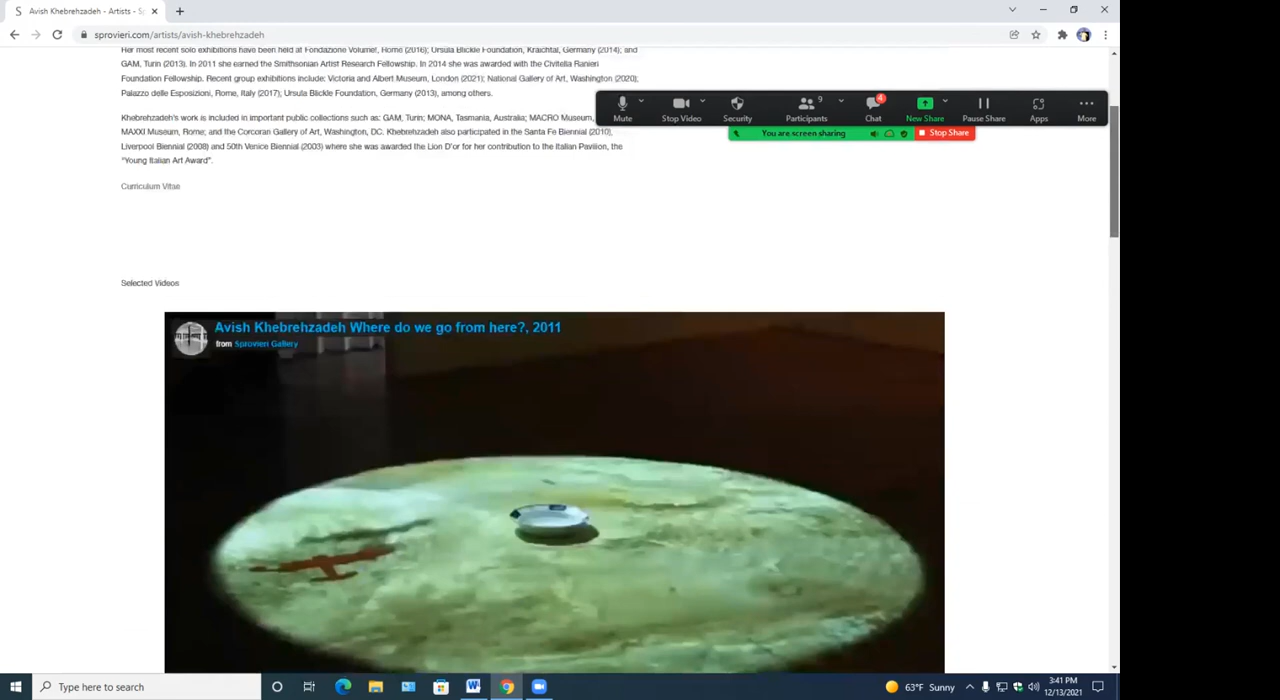 Avish Khebrehzadeh - Artists - Sp
sprovieri.com/artists/avish-khebrehzadeh
Her most recent solo exhibitions have been held at Fondazione Volume!, Rome (2016); Ursula Blickle Foundation, Kraichtal, Germany (2014); and
GAM, Turin (2013). In 2011 she earned the Smithsonian Artist Research Fellowship. In 2014 she was awarded with the Civitella Ranieri
Foundation Fellowship. Recent group exhibitions include: Victoria and Albert Museum, London (2021); National Gallery of Art, Washington (2020);
Palazzo delle Esposizioni, Rome, Italy (2017); Ursula Blickle Foundation, Germany (2013), among others.
Khebrehzadeh's work is included in important public collections such as: GAM, Turin; MONA, Tasmania, Australia; MACRO Museum,
MAXXI Museum, Rome; and the Corcoran Gallery of Art, Washington, DC. Khebrehzadeh also participated in the Santa Fe Biennial (2010),
Liverpool Biennial (2008) and 50th Venice Biennial (2003) where she was awarded the Lion D'or for her contribution to the Italian Pavilion, the
"Young Italian Art Award".
9 4
Mute Stop Video Security Participants Chat New Share Pause Share Apps More
You are screen sharing Stop Share
Curriculum Vitae
Selected Videos
Avish Khebrehzadeh Where do we go from here?, 2011
from Sprovieri Gallery
Type here to search
63°F Sunny
3:41 PM
12/13/2021